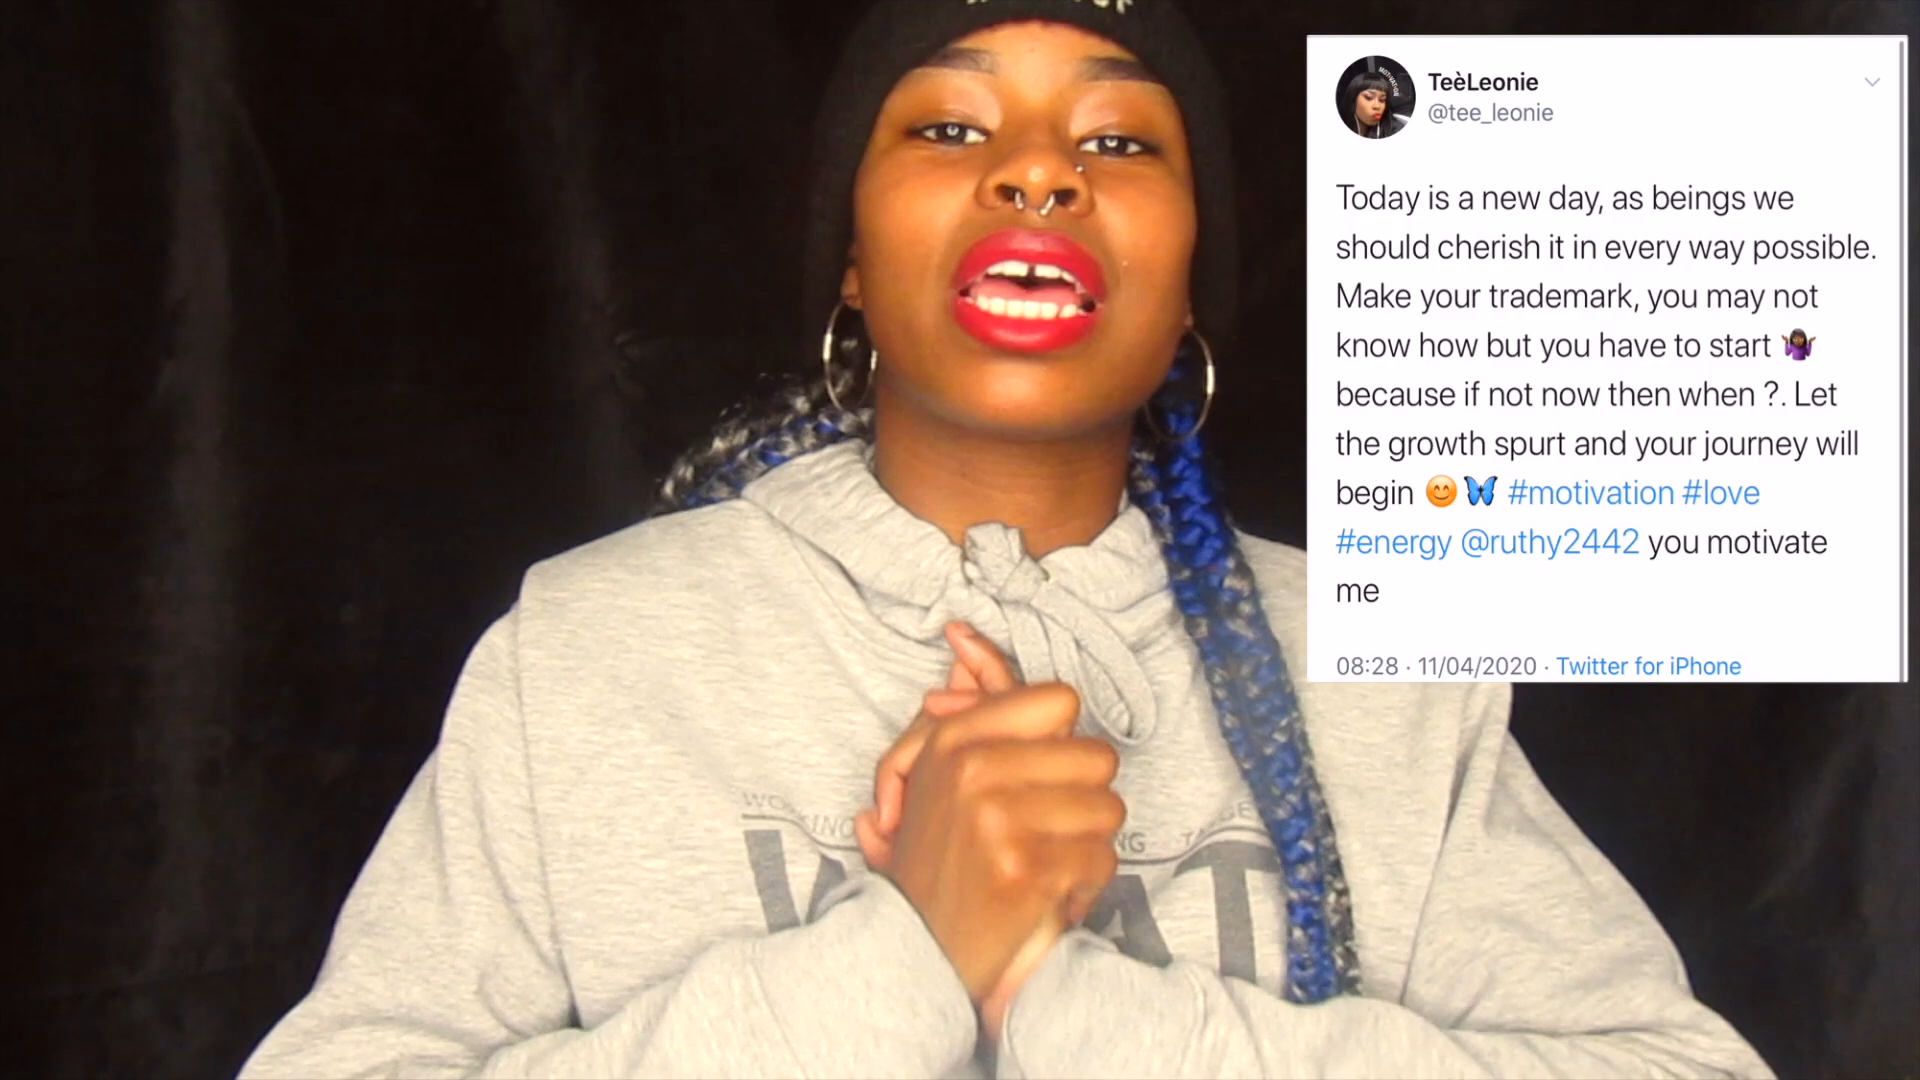 TeèLeonie
@tee_leonie
Today is a new day, as beings we
should cherish it in every way possible.
Make your trademark, you may not
know how but you have to start 🤷🏾‍♀️
because if not now then when ?. Let
the growth spurt and your journey will
begin 😊🦋 #motivation #love
#energy @ruthy2442 you motivate
me
08:28 · 11/04/2020 · Twitter for iPhone
MOTIVATION